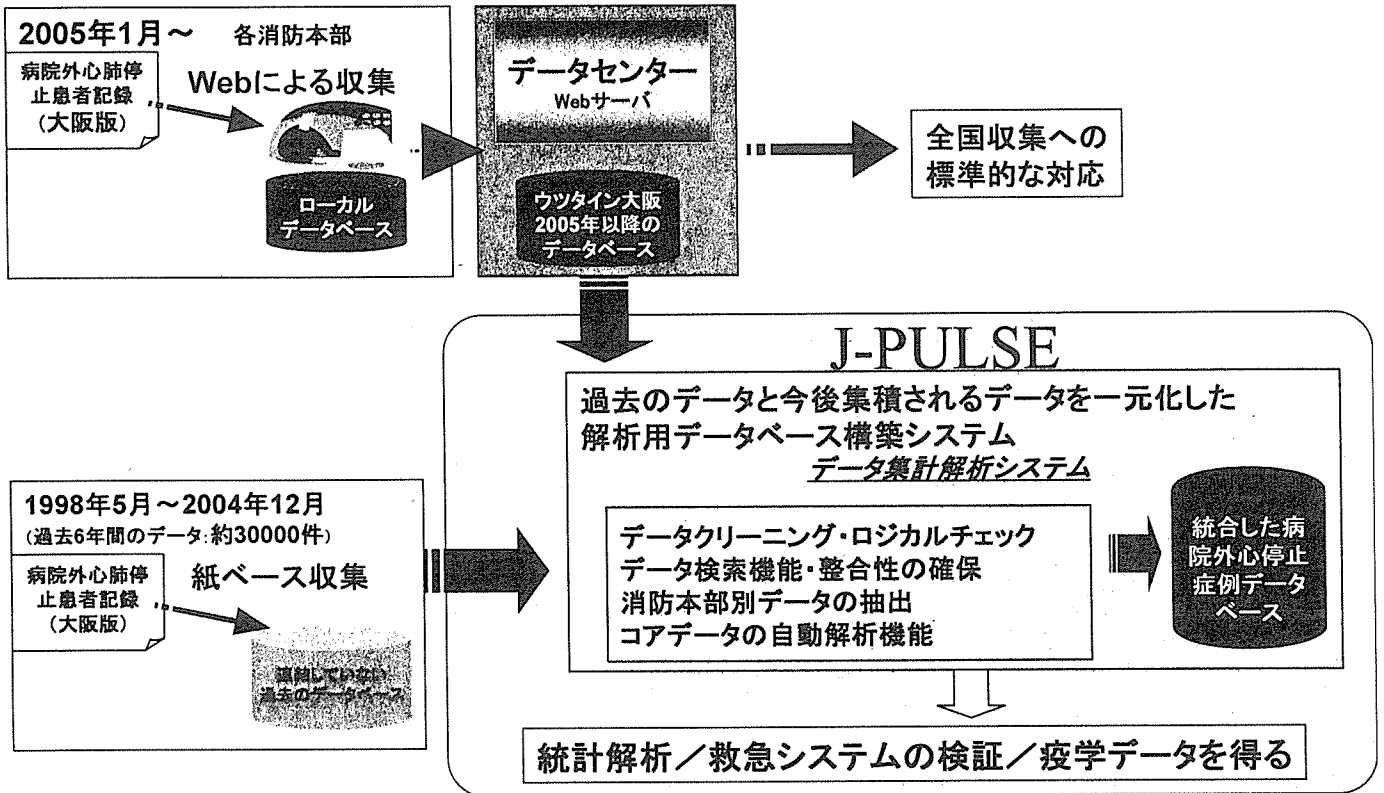 2005年1月～ 各消防本部
病院外心肺停
止患者記録
(大阪版)
Webによる収集
ローカル
データベース
データセンター
Webサーバ
ウツタイン大阪
2005年以降の
データベース
全国収集への
標準的な対応
J-PULSE
過去のデータと今後集積されるデータを一元化した
解析用データベース構築システム
データ集計解析システム
データクリーニング・ロジカルチェック
データ検索機能・整合性の確保
消防本部別データの抽出
コアデータの自動解析機能
統合した病
院外心停止
症例データ
ベース
1998年5月～2004年12月
(過去6年間のデータ:約30000件)
病院外心肺停
止患者記録
(大阪版)
紙ベース収集
連結していない
過去のデータベース
統計解析／救急システムの検証／疫学データを得る